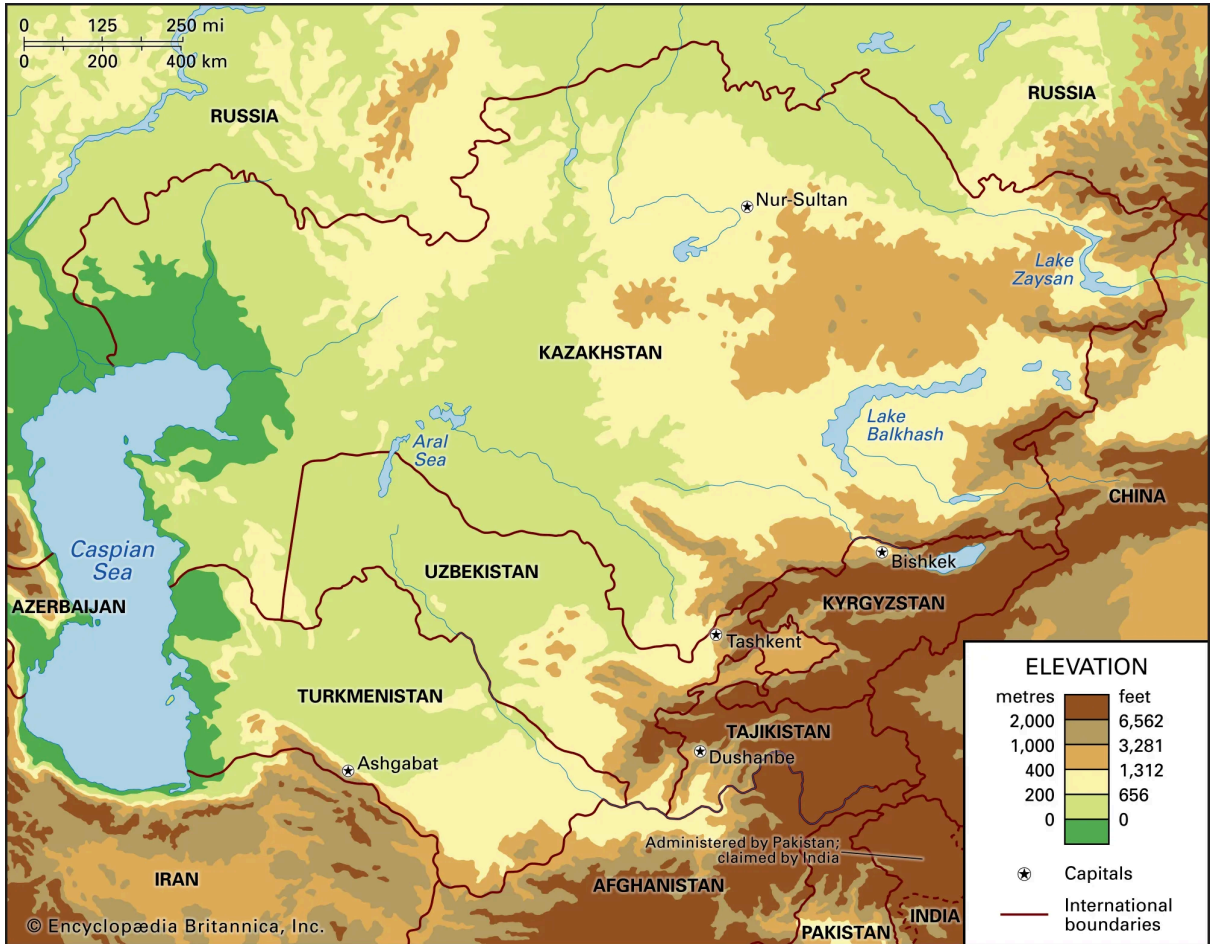 0 125 250 mi
0 200 400 km
RUSSIA
RUSSIA
Nur-Sultan
Lake
Zaysan
KAZAKHSTAN
Lake
Balkhash
Aral
Sea
CHINA
Caspian
Sea
UZBEKISTAN
Bishkek
AZERBAIJAN
KYRGYZSTAN
Tashkent
TURKMENISTAN
TAJIKISTAN
Ashgabat
Dushanbe
Administered by Pakistan;
claimed by India
IRAN
AFGHANISTAN
INDIA
PAKISTAN
© Encyclopædia Britannica, Inc.
ELEVATION
metres feet
2,000 6,562
1,000 3,281
400 1,312
200 656
0 0
Capitals
International
boundaries